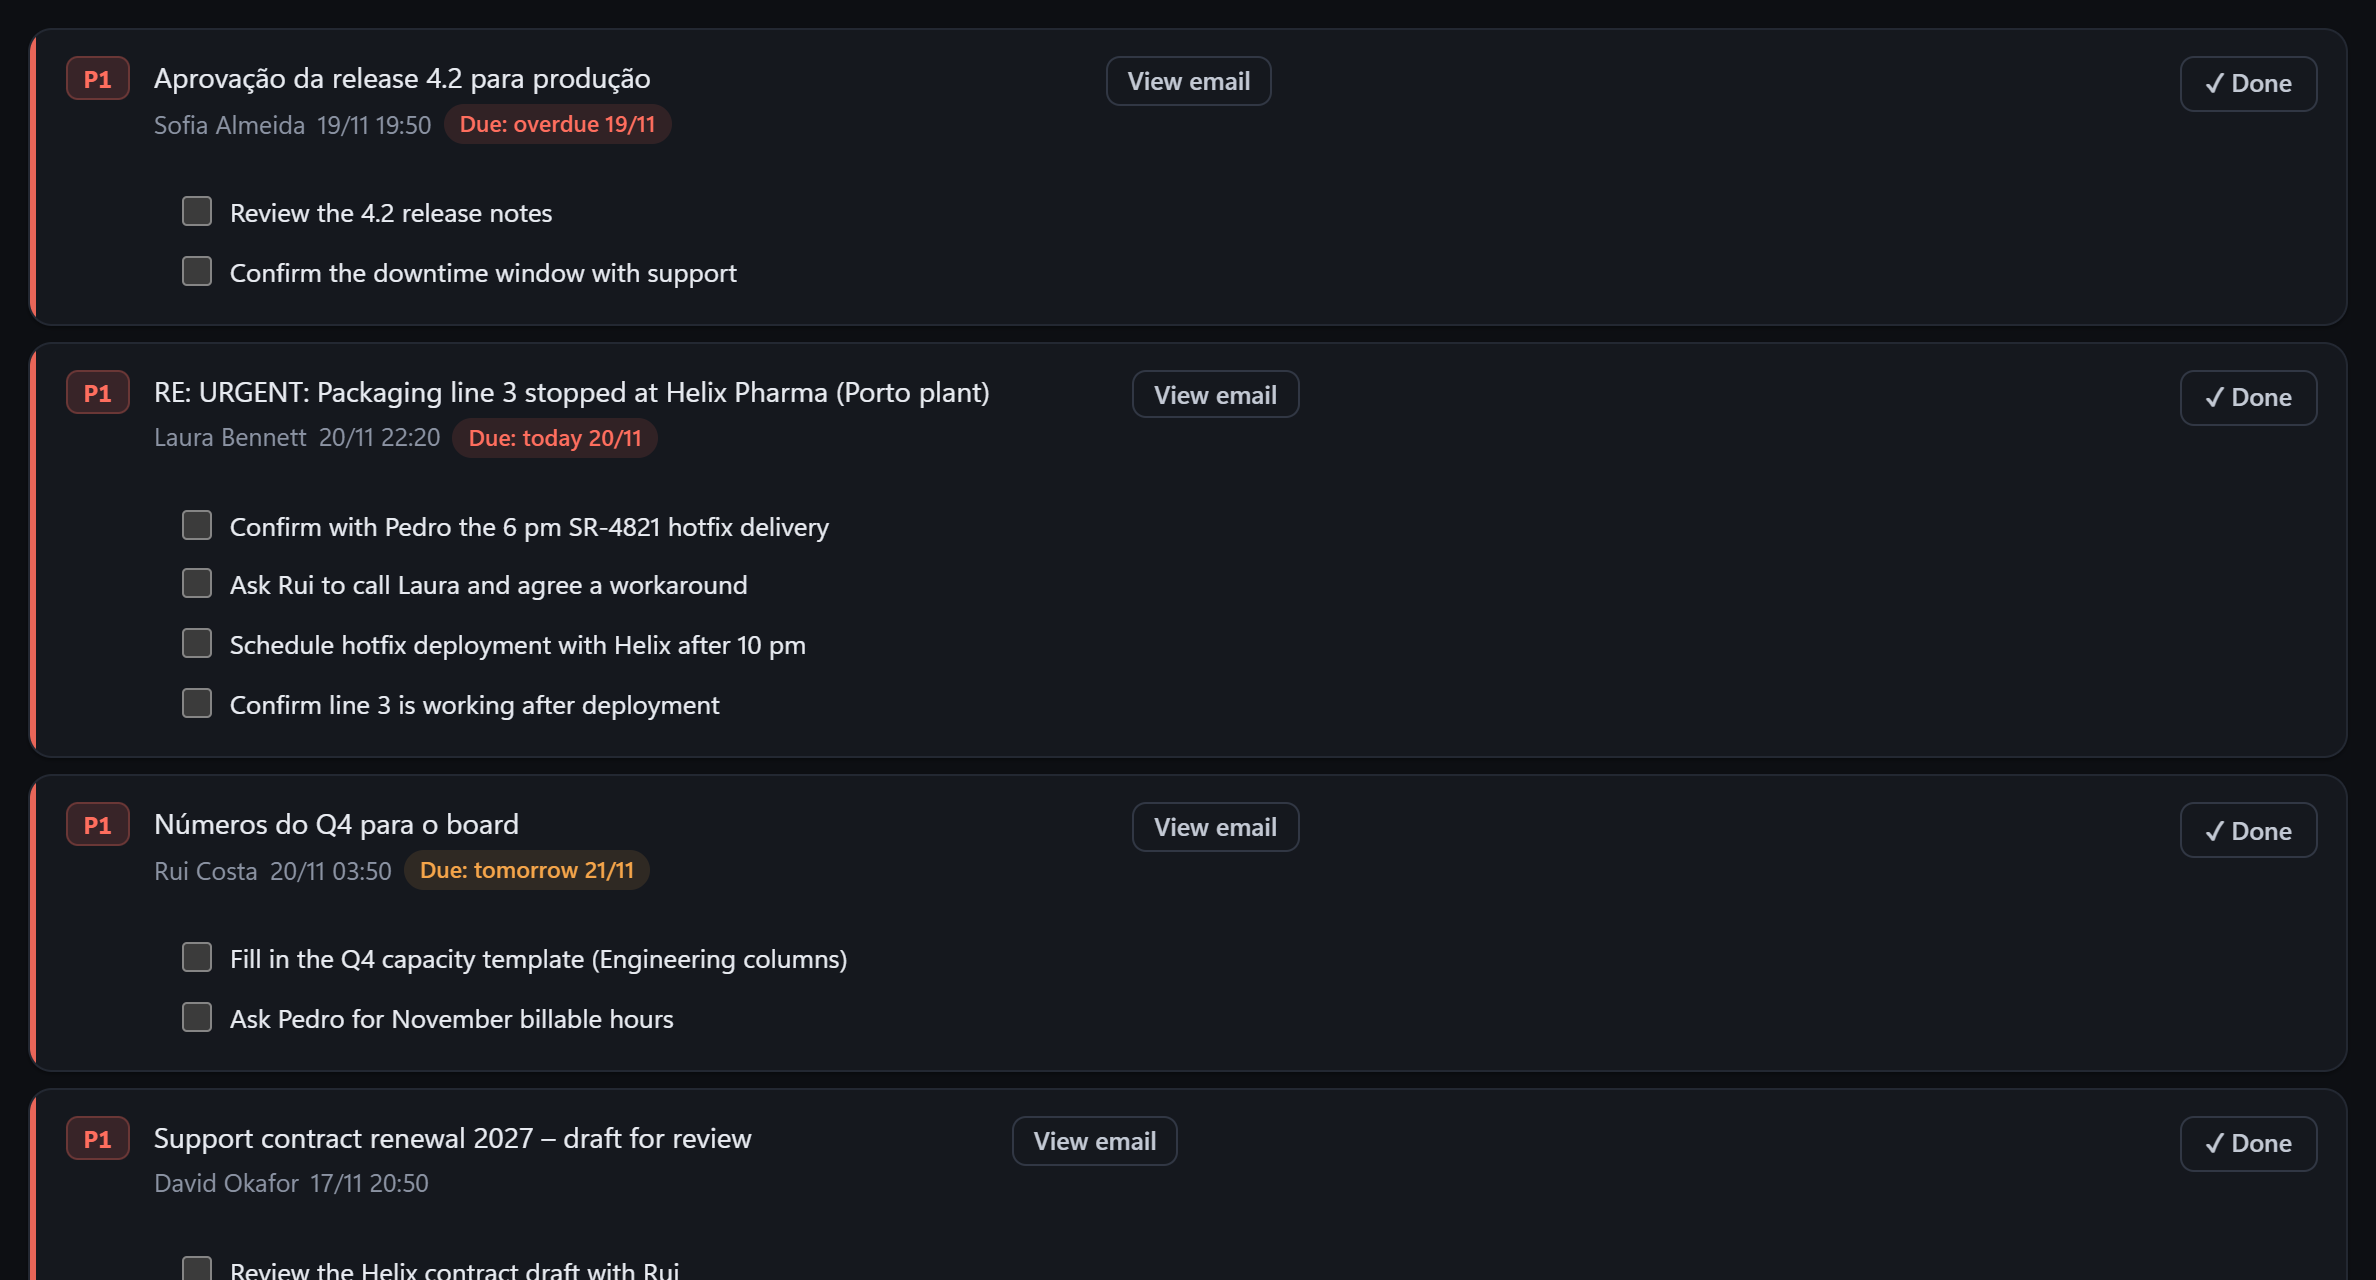 P1 Aprovação da release 4.2 para produção View email ✓ Done
Sofia Almeida 19/11 19:50 Due: overdue 19/11
Review the 4.2 release notes
Confirm the downtime window with support
P1 RE: URGENT: Packaging line 3 stopped at Helix Pharma (Porto plant) View email ✓ Done
Laura Bennett 20/11 22:20 Due: today 20/11
Confirm with Pedro the 6 pm SR-4821 hotfix delivery
Ask Rui to call Laura and agree a workaround
Schedule hotfix deployment with Helix after 10 pm
Confirm line 3 is working after deployment
P1 Números do Q4 para o board View email ✓ Done
Rui Costa 20/11 03:50 Due: tomorrow 21/11
Fill in the Q4 capacity template (Engineering columns)
Ask Pedro for November billable hours
P1 Support contract renewal 2027 – draft for review View email ✓ Done
David Okafor 17/11 20:50
Review the Helix contract draft with Rui